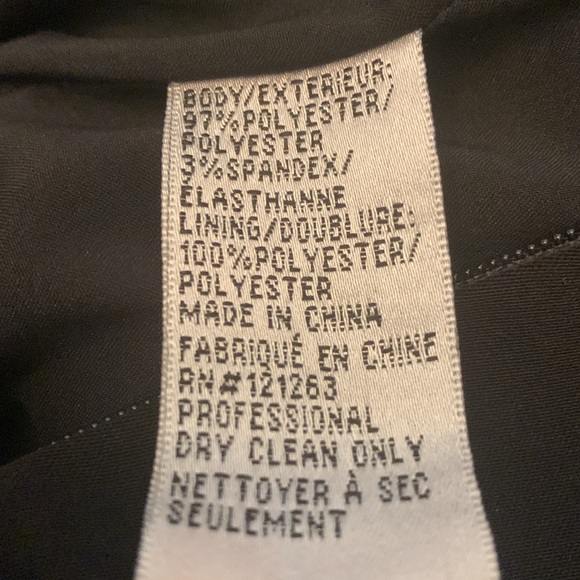 BODY/EXTERIEUR:
97%POLYESTER/
POLYESTER
3%SPANDEX/
ÉLASTHANNE
LINING/DOUBLURE:
100%POLYESTER/
POLYESTER
MADE IN CHINA
FABRIQUÉ EN CHINE
RN#121263
PROFESSIONAL
DRY CLEAN ONLY
NETTOYER À SEC
SEULEMENT